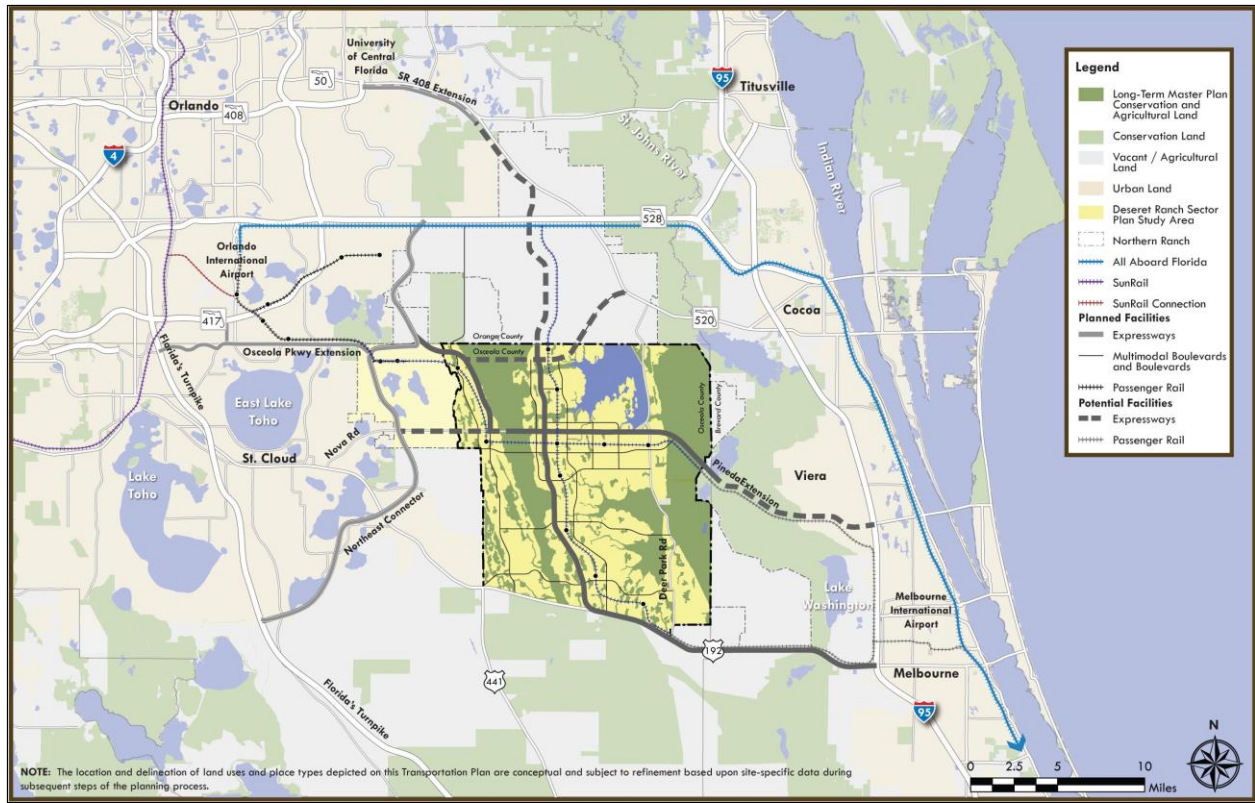 University
of Central
Florida
50
SR 408 Extension
95
Titusville
Orlando
408
4
St. Johns River
Indian River
528
Orlando
International
Airport
417
520
Cocoa
Osceola Pkwy Extension
Orange County
Osceola County
Florida's Turnpike
East Lake
Toho
Osceola County
Brevard County
Nova Rd
St. Cloud
Lake
Toho
Pineda Extension
Viera
Northeast Connector
Deer Park Rd
Lake
Washington
Melbourne
International
Airport
192
441
Melbourne
Florida's Turnpike
95
Legend
Long-Term Master Plan
Conservation and
Agricultural Land
Conservation Land
Vacant / Agricultural
Land
Urban Land
Deseret Ranch Sector
Plan Study Area
Northern Ranch
All Aboard Florida
SunRail
SunRail Connection
Planned Facilities
Expressways
Multimodal Boulevards
and Boulevards
Passenger Rail
Potential Facilities
Expressways
Passenger Rail
N
0 2.5 5 10
Miles
NOTE: The location and delineation of land uses and place types depicted on this Transportation Plan are conceptual and subject to refinement based upon site-specific data during
subsequent steps of the planning process.